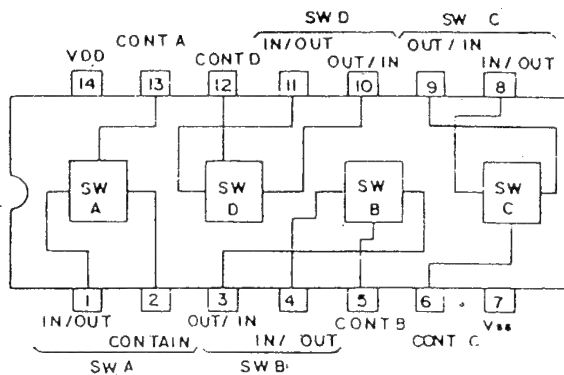 SW D SW C
CONT A IN/OUT OUT/IN
VDD CONT D OUT/IN IN/OUT
14 13 12 11 10 9 8
SW A
SW D
SW B
SW C
1 2 3 4 5 6 7
IN/OUT OUT/IN CONT B Vss
CONTAIN IN/OUT CONT C
SW A SW B